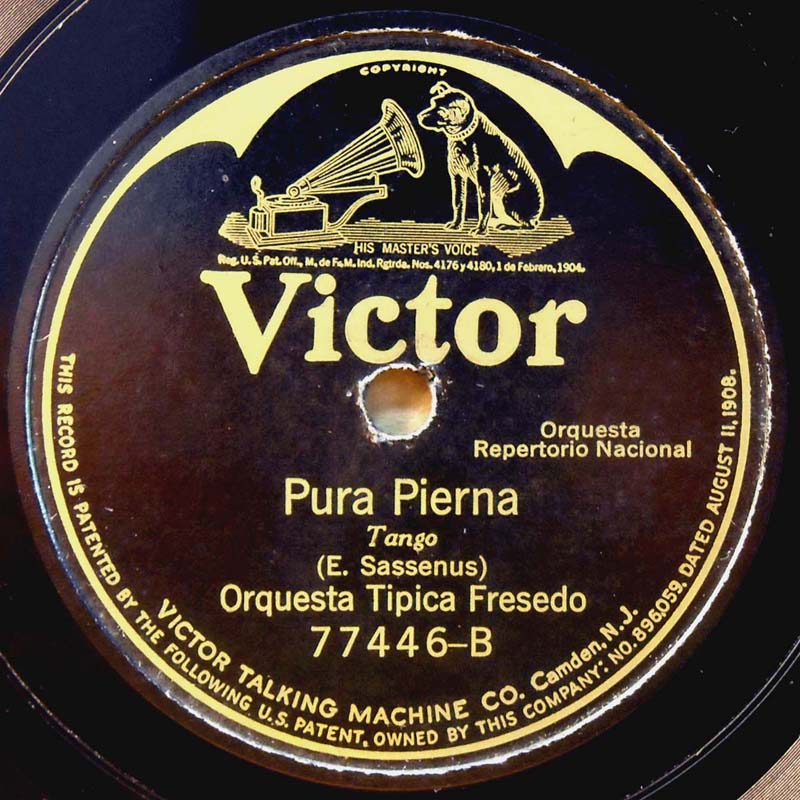 COPYRIGHT
HIS MASTER'S VOICE
Reg. U.S. Pat. Off., M. de F. M. Ind. Rgtrda. Nos. 4176 y 4180, 1 de Febrero, 1904.
Victor
Orquesta
Repertorio Nacional
Pura Pierna
Tango
(E. Sassenus)
Orquesta Tipica Fresedo
77446-B
VICTOR TALKING MACHINE CO. Camden, N.J.
THIS RECORD IS PATENTED BY THE FOLLOWING U.S. PATENT, OWNED BY THIS COMPANY: NO. 896,059, DATED AUGUST 11, 1908.